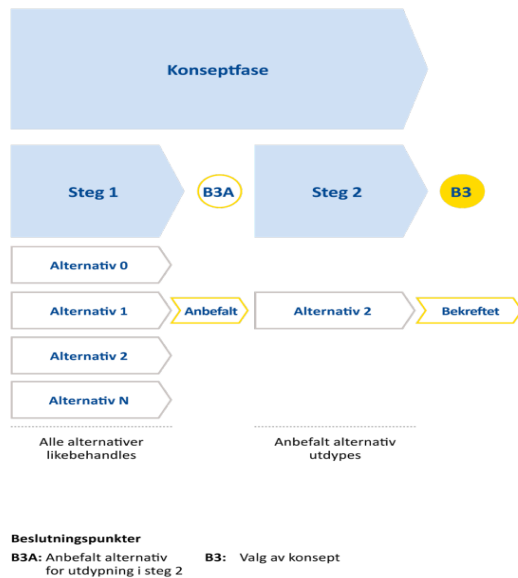 Konseptfase
Steg 1
B3A
Steg 2
B3
Alternativ 0
Alternativ 1
Anbefalt
Alternativ 2
Bekreftet
Alternativ 2
Alternativ N
Alle alternativer
likebehandles
Anbefalt alternativ
utdypes
Beslutningspunkter
B3A: Anbefalt alternativ
for utdypning i steg 2
B3: Valg av konsept